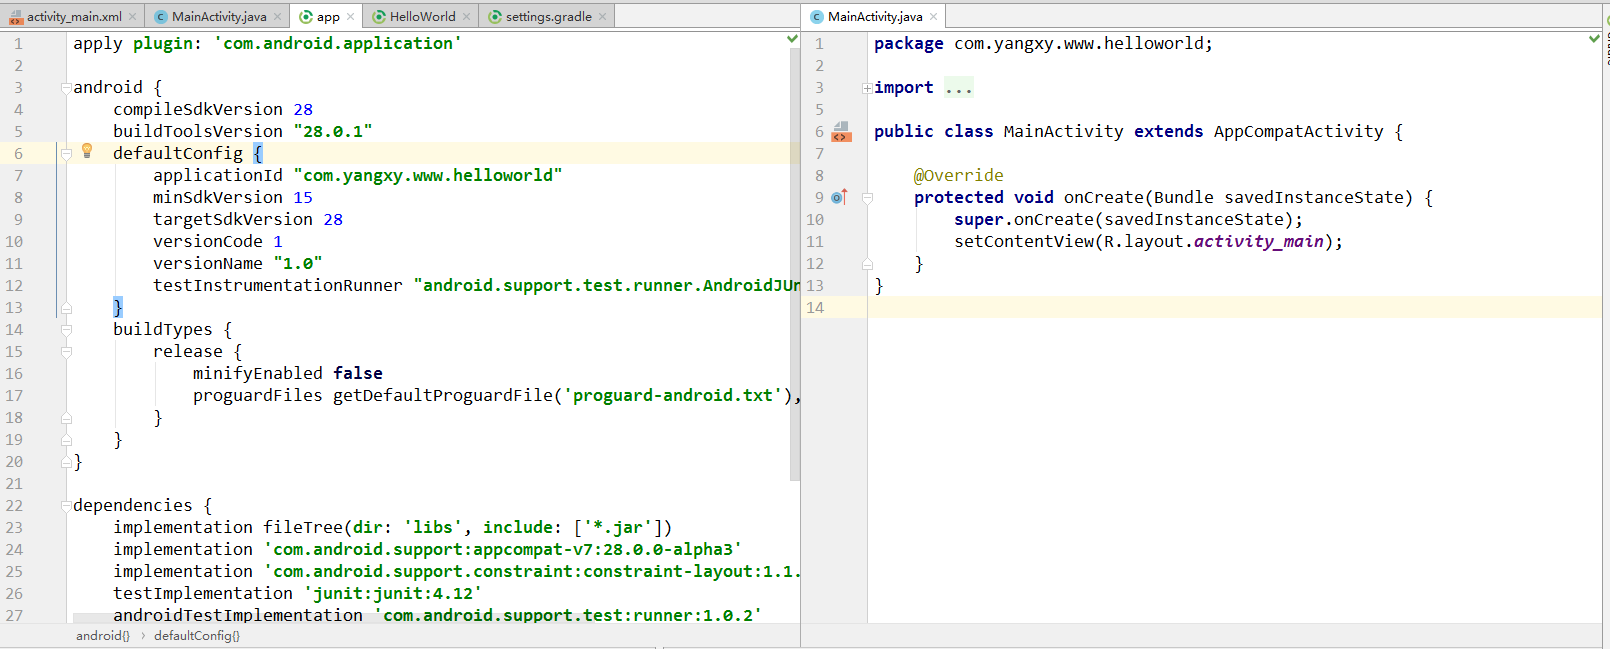 activity_main.xml MainActivity.java app HelloWorld settings.gradle
1 apply plugin: 'com.android.application'
2
3 android {
4 compileSdkVersion 28
5 buildToolsVersion "28.0.1"
6 defaultConfig {
7 applicationId "com.yangxy.www.helloworld"
8 minSdkVersion 15
9 targetSdkVersion 28
10 versionCode 1
11 versionName "1.0"
12 testInstrumentationRunner "android.support.test.runner.AndroidJUn
13 }
14 buildTypes {
15 release {
16 minifyEnabled false
17 proguardFiles getDefaultProguardFile('proguard-android.txt'),
18 }
19 }
20 }
21
22 dependencies {
23 implementation fileTree(dir: 'libs', include: ['*.jar'])
24 implementation 'com.android.support:appcompat-v7:28.0.0-alpha3'
25 implementation 'com.android.support.constraint:constraint-layout:1.1.
26 testImplementation 'junit:junit:4.12'
27 androidTestImplementation 'com.android.support.test:runner:1.0.2'
android{} › defaultConfig{}
MainActivity.java
1 package com.yangxy.www.helloworld;
2
3 import ...
5
6 public class MainActivity extends AppCompatActivity {
7
8 @Override
9 protected void onCreate(Bundle savedInstanceState) {
10 super.onCreate(savedInstanceState);
11 setContentView(R.layout.activity_main);
12 }
13 }
14